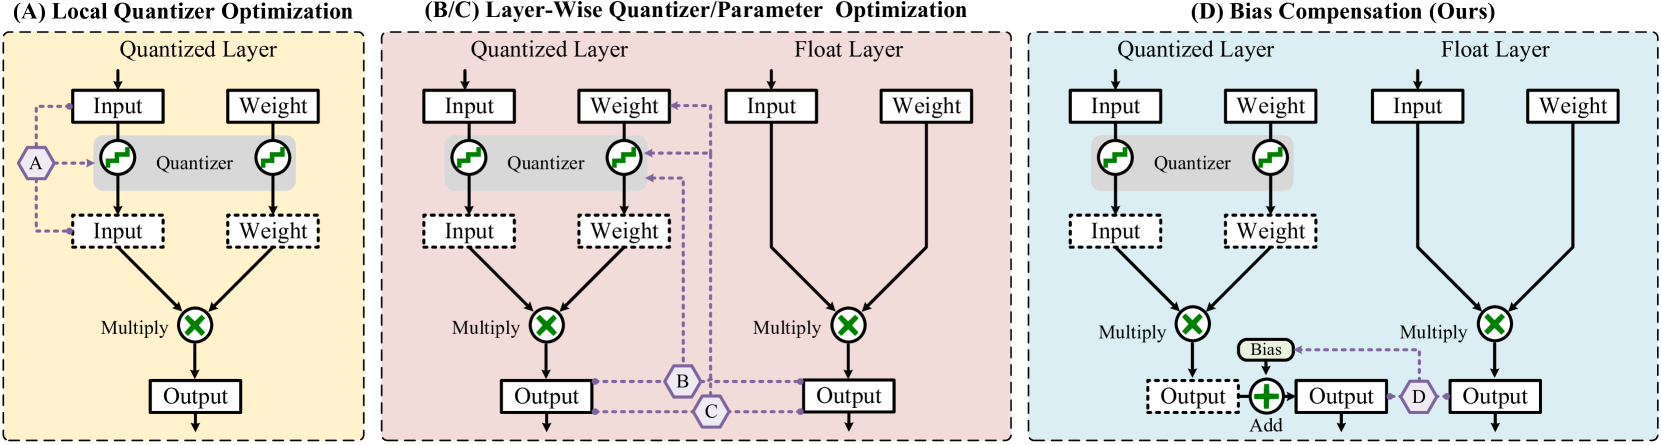 (A) Local Quantizer Optimization
Quantized Layer
Input
Weight
A
Quantizer
Input
Weight
Multiply
Output
(B/C) Layer-Wise Quantizer/Parameter Optimization
Quantized Layer
Float Layer
Input
Weight
Input
Weight
Quantizer
Input
Weight
Multiply
Multiply
B
Output
Output
C
(D) Bias Compensation (Ours)
Quantized Layer
Float Layer
Input
Weight
Input
Weight
Quantizer
Input
Weight
Multiply
Multiply
Bias
Output
Output
D
Output
Add